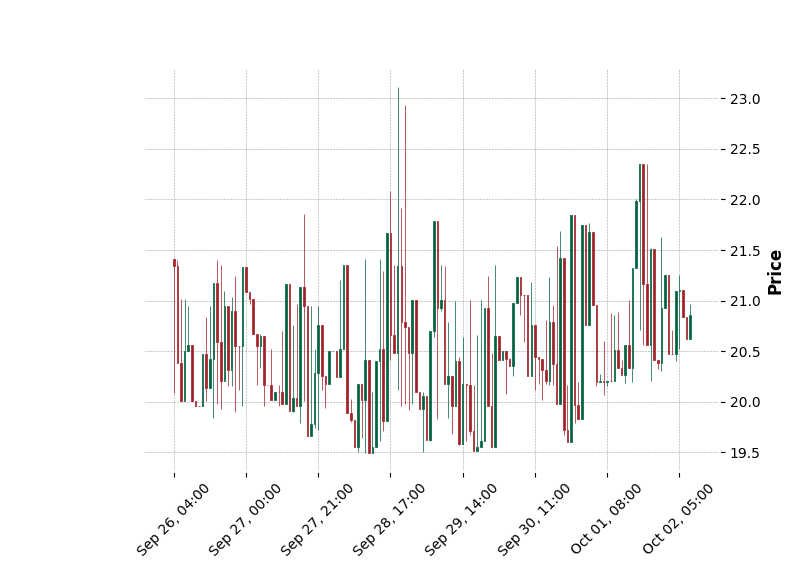 23.0
22.5
22.0
21.5
21.0
20.5
20.0
19.5
Price
Sep 26, 04:00
Sep 27, 00:00
Sep 27, 21:00
Sep 28, 17:00
Sep 29, 14:00
Sep 30, 11:00
Oct 01, 08:00
Oct 02, 05:00